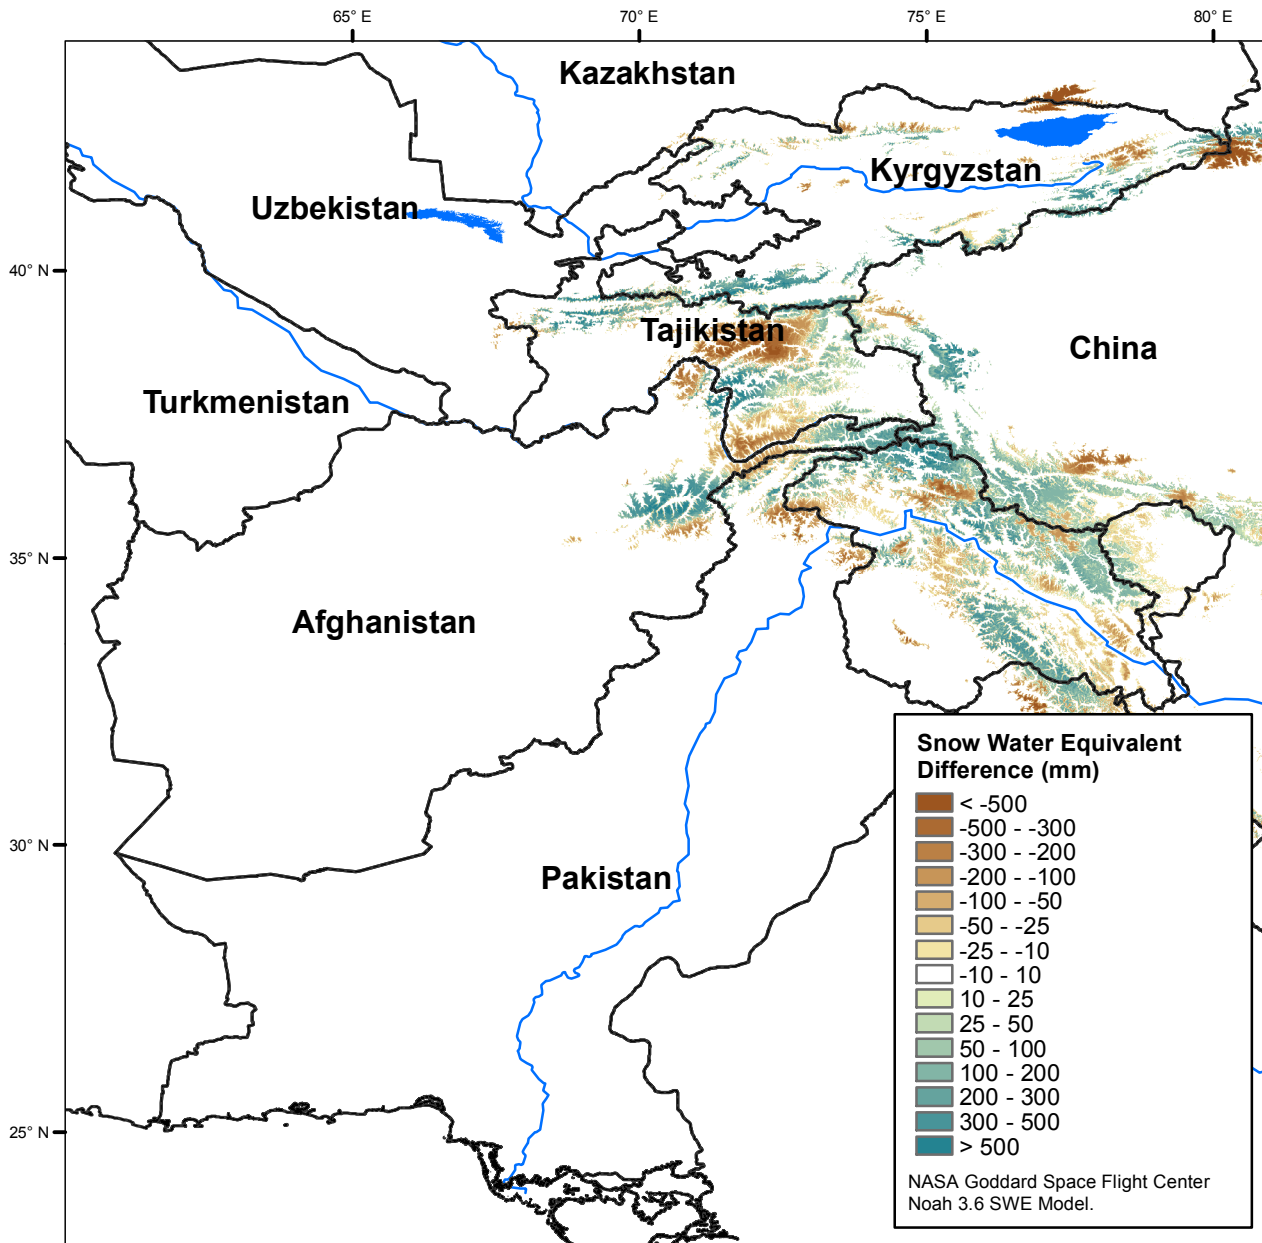 65° E
70° E
75° E
80° E
Kazakhstan
Kyrgyzstan
Uzbekistan
40° N
Tajikistan
China
Turkmenistan
35° N
Afghanistan
30° N
Pakistan
25° N
Snow Water Equivalent
Difference (mm)
< -500
-500 - -300
-300 - -200
-200 - -100
-100 - -50
-50 - -25
-25 - -10
-10 - 10
10 - 25
25 - 50
50 - 100
100 - 200
200 - 300
300 - 500
> 500
NASA Goddard Space Flight Center
Noah 3.6 SWE Model.